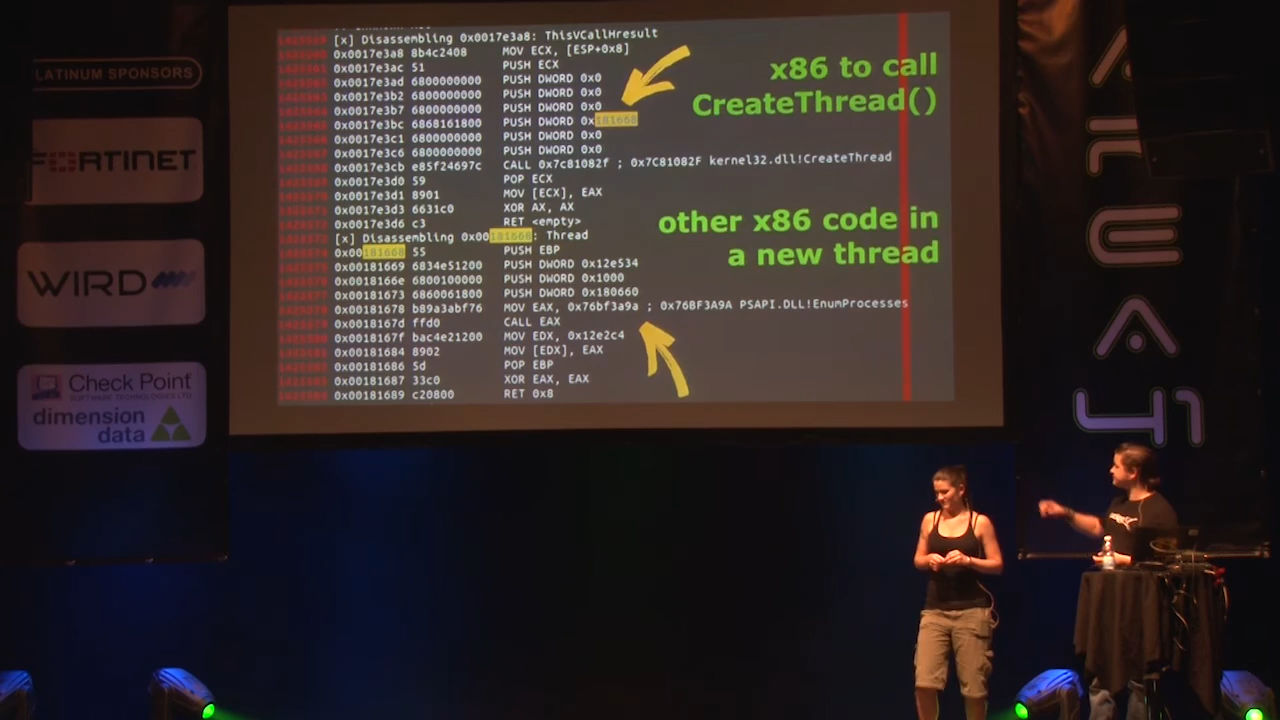 LATINUM SPONSORS
FORTINET
WIRD
Check Point
SOFTWARE TECHNOLOGIES LTD.
dimension
data
[x] Disassembling 0x0017e3a8: ThisVCallHresult
0x0017e3a8 8b4c2408 MOV ECX, [ESP+0x8]
0x0017e3ac 51 PUSH ECX
0x0017e3ad 6800000000 PUSH DWORD 0x0
0x0017e3b2 6800000000 PUSH DWORD 0x0
0x0017e3b7 6800000000 PUSH DWORD 0x0
0x0017e3bc 6868161800 PUSH DWORD 0x181668
0x0017e3c1 6800000000 PUSH DWORD 0x0
0x0017e3c6 6800000000 PUSH DWORD 0x0
0x0017e3cb e85f24697c CALL 0x7c81082f ; 0x7C81082F kernel32.dll!CreateThread
0x0017e3d0 59 POP ECX
0x0017e3d1 8901 MOV [ECX], EAX
0x0017e3d3 6631c0 XOR AX, AX
0x0017e3d6 c3 RET <empty>
[x] Disassembling 0x00181668: Thread
0x00181668 55 PUSH EBP
0x00181669 6834e51200 PUSH DWORD 0x12e534
0x0018166e 6800100000 PUSH DWORD 0x1000
0x00181673 6860061800 PUSH DWORD 0x180660
0x00181678 b89a3abf76 MOV EAX, 0x76bf3a9a ; 0x76BF3A9A PSAPI.DLL!EnumProcesses
0x0018167d ffd0 CALL EAX
0x0018167f bac4e21200 MOV EDX, 0x12e2c4
0x00181684 8902 MOV [EDX], EAX
0x00181686 5d POP EBP
0x00181687 33c0 XOR EAX, EAX
0x00181689 c20800 RET 0x8
x86 to call
CreateThread()
other x86 code in
a new thread
AREA41